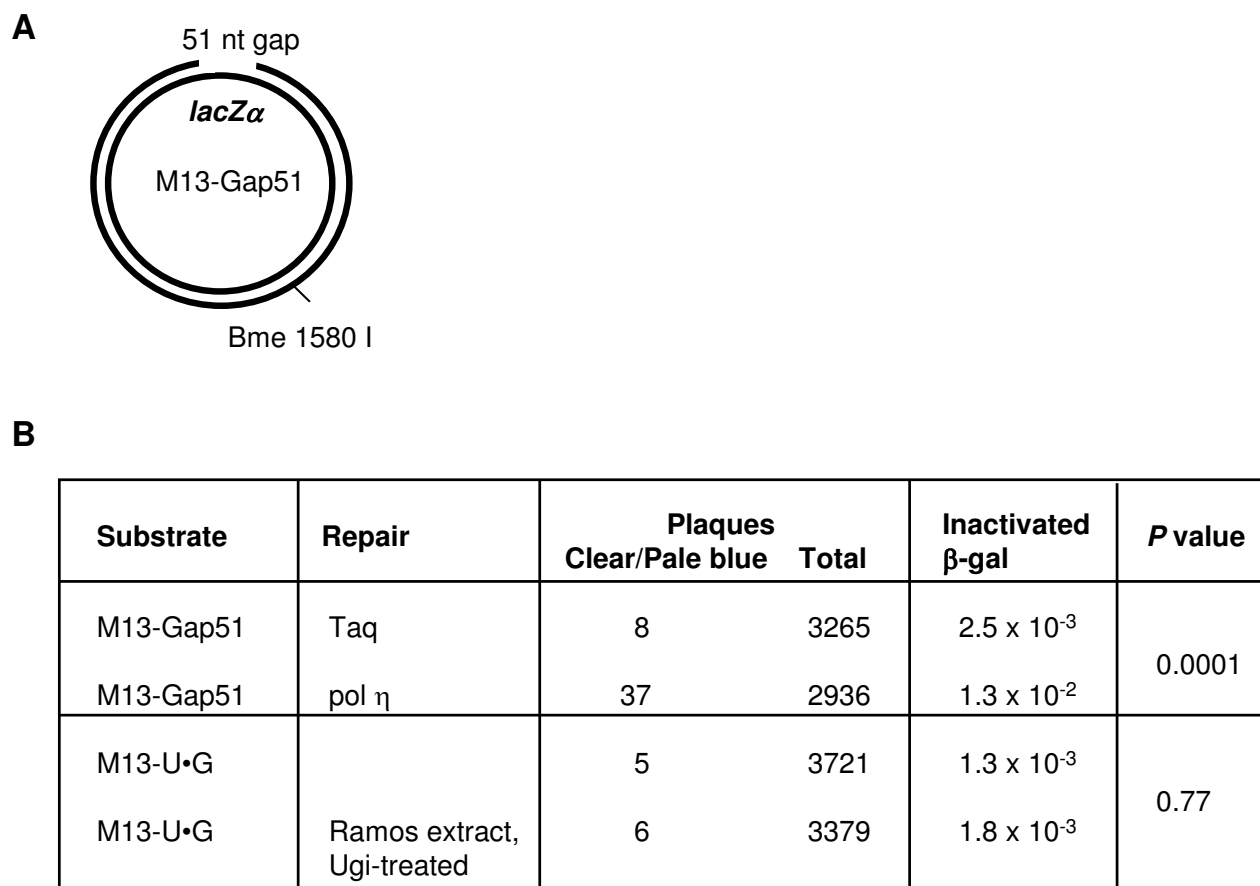 A
51 nt gap
lacZα
M13-Gap51
Bme 1580 I
B
Substrate Repair Plaques Clear/Pale blue Total Inactivated β-gal P value
M13-Gap51 Taq 8 3265 2.5 x 10⁻³ 0.0001
M13-Gap51 pol η 37 2936 1.3 x 10⁻²
M13-U•G 5 3721 1.3 x 10⁻³ 0.77
M13-U•G Ramos extract, Ugi-treated 6 3379 1.8 x 10⁻³